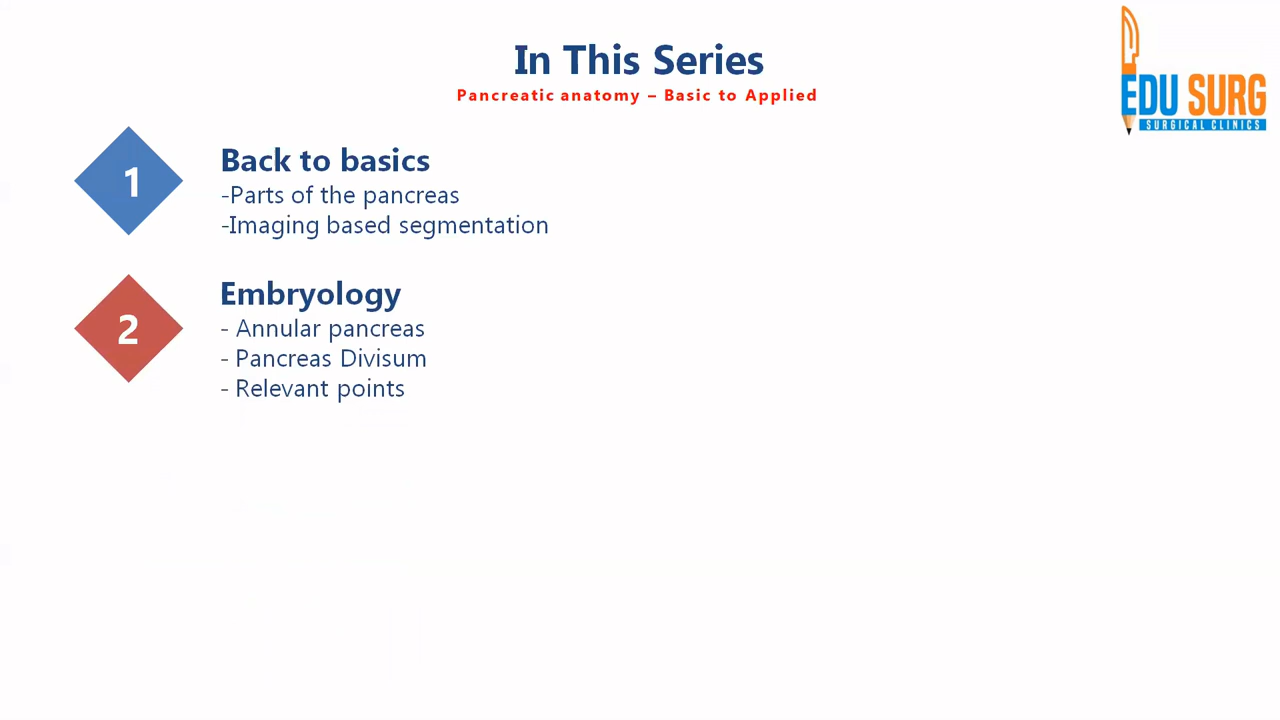 In This Series
Pancreatic anatomy – Basic to Applied
EDU SURG
SURGICAL CLINICS
1
Back to basics
-Parts of the pancreas
-Imaging based segmentation
2
Embryology
- Annular pancreas
- Pancreas Divisum
- Relevant points